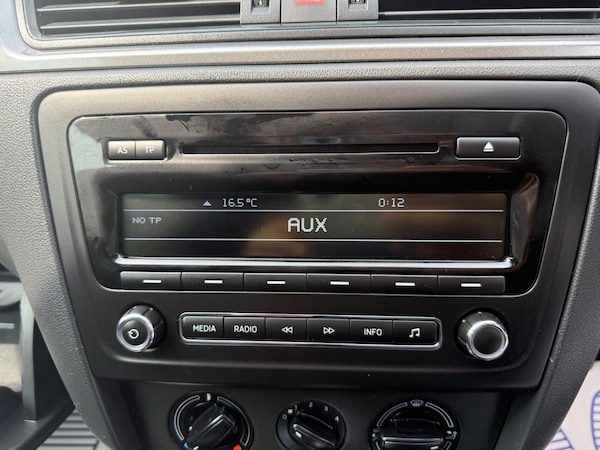 AS TP
16.5°C 0:12
NO TP
AUX
MEDIA RADIO INFO